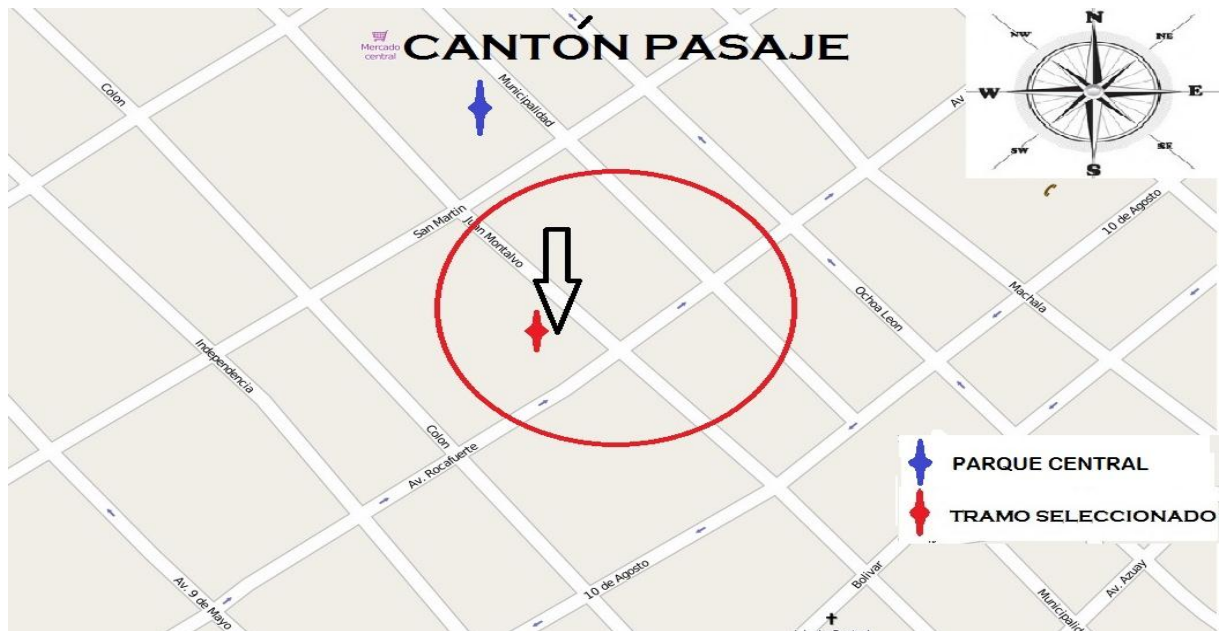 CANTÓN PASAJE
Mercado
central
N
NW
NE
W
E
SW
SE
S
Colon
Municipalidad
Av
San Martin
Juan Montalvo
10 de Agosto
Machala
Ochoa Leon
Independencia
Colon
Av. Rocafuerte
PARQUE CENTRAL
TRAMO SELECCIONADO
10 de Agosto
Av. 9 de Mayo
Bolivar
Municipalid
Av. Azuay